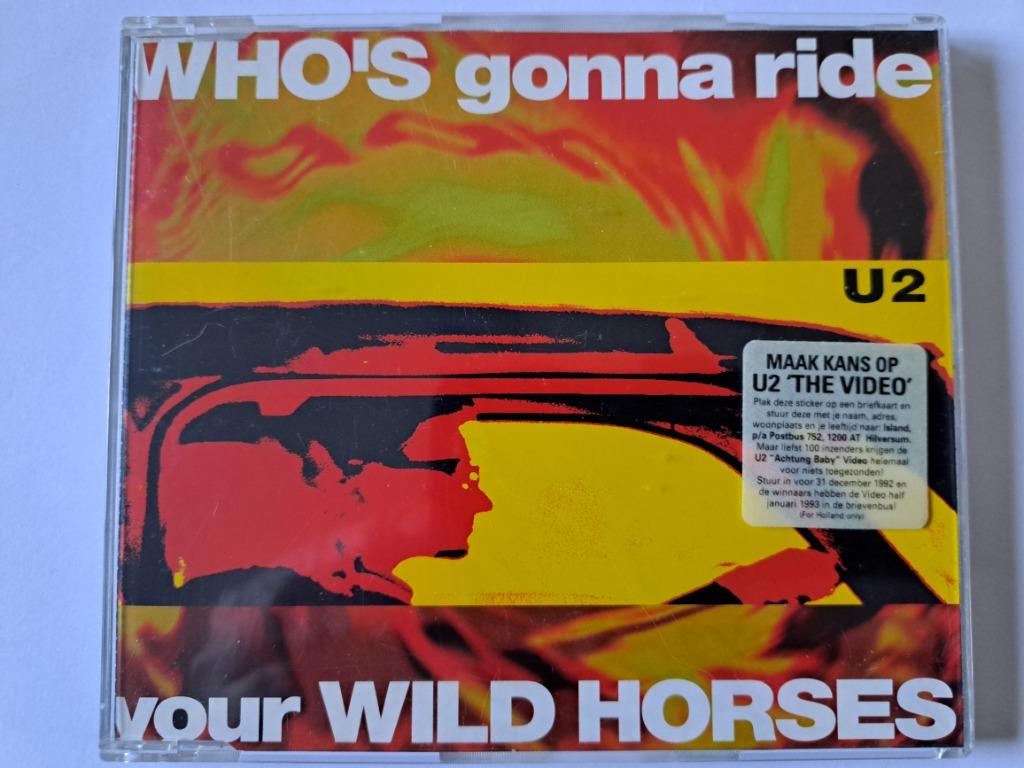 WHO'S gonna ride
U2
MAAK KANS OP
U2 'THE VIDEO'
Plak deze sticker op een briefkaart en
stuur deze met je naam, adres,
woonplaats en je leeftijd naar: Island,
p/a Postbus 752, 1200 AT Hilversum.
Maar liefst 100 inzenders krijgen de
U2 "Achtung Baby" Video helemaal
voor niets toegezonden!
Stuur in voor 31 december 1992 en
de winnaars hebben de Video half
januari 1993 in de brievenbus!
(For Holland only)
your WILD HORSES